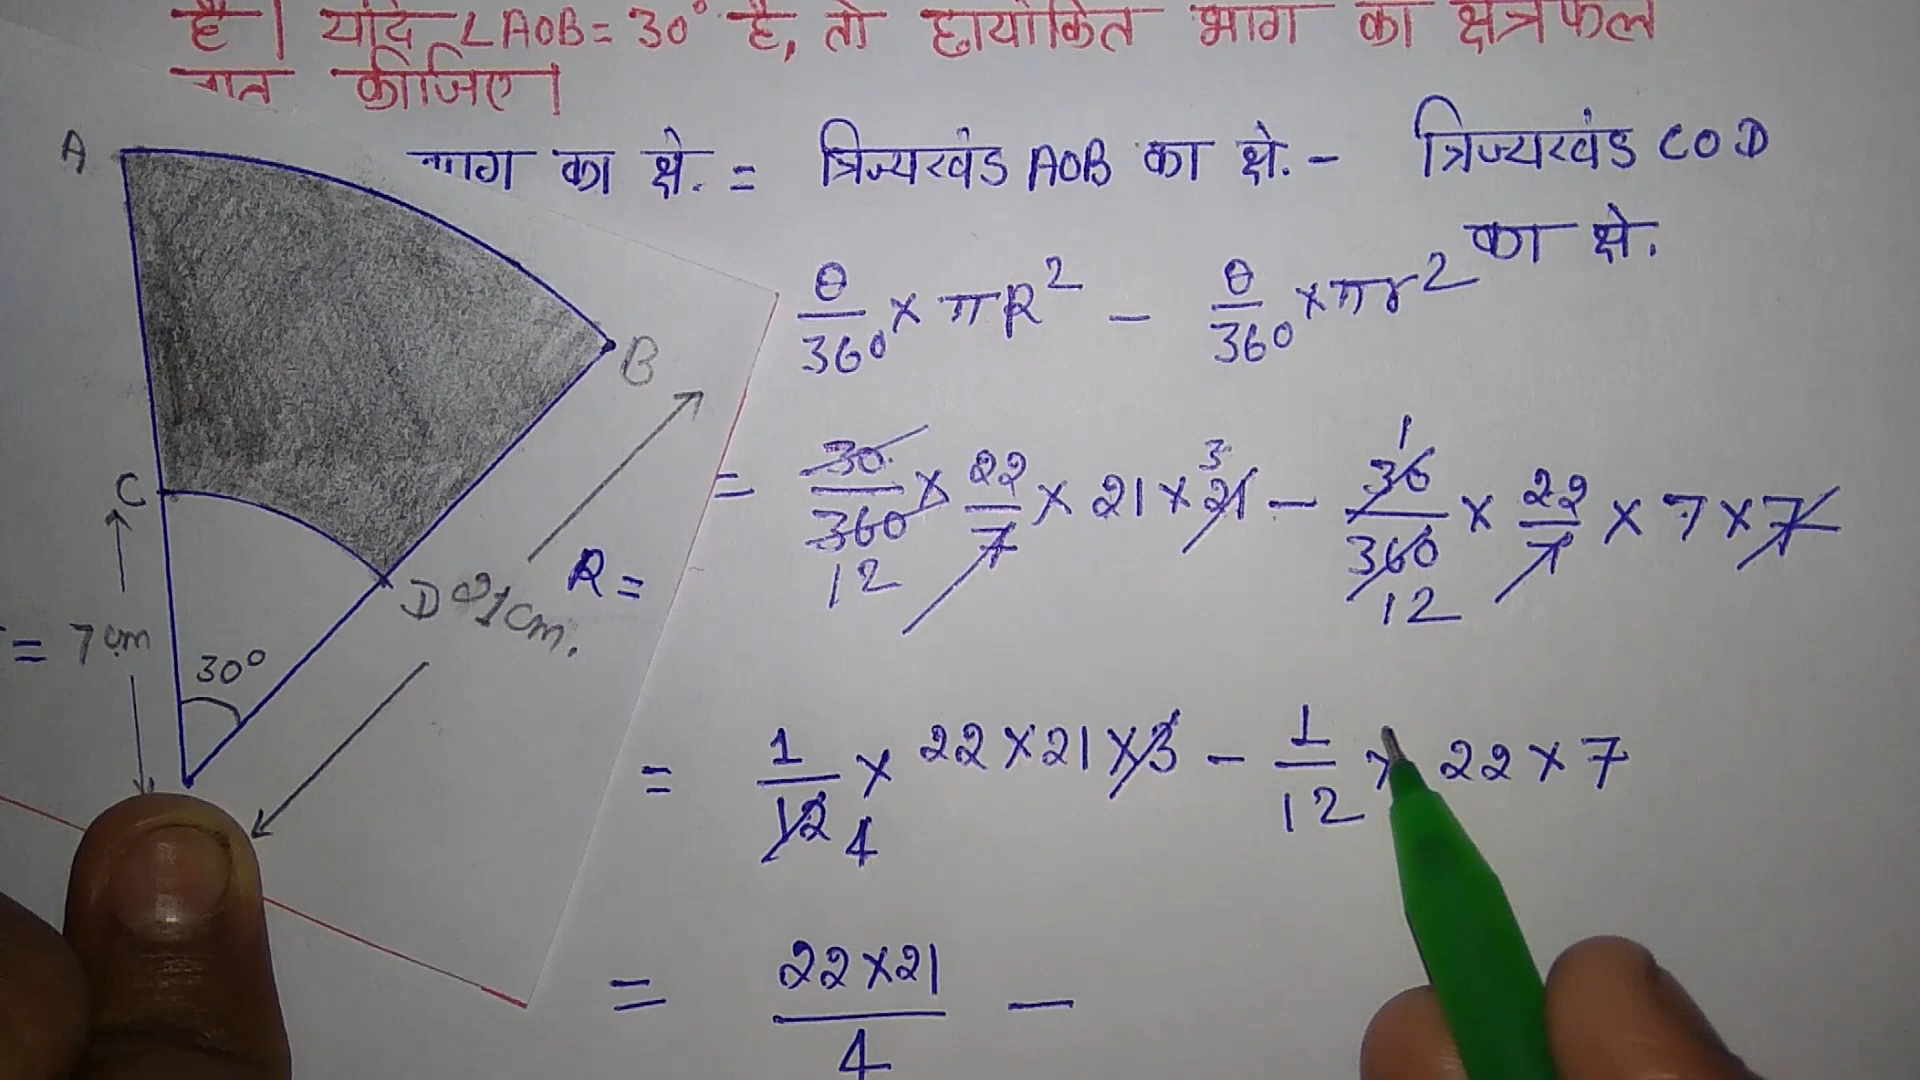 है। यदि ∠AOB = 30° है, तो छायांकित भाग का क्षेत्रफल
कीजिए।
भाग का क्षे. = त्रिज्यखंड AOB का क्षे. - त्रिज्यखंड COD
का क्षे.
θ/360 × πR² - θ/360 × πr²
= 30/360 × 22/7 × 21 × 21 - 30/360 × 22/7 × 7 × 7
3 1
12 12
= 1/12 × 22 × 21 × 3 - 1/12 × 22 × 7
4
= 22 × 21/4 -
A
B
C
D
R =
21cm.
= 7cm
30°